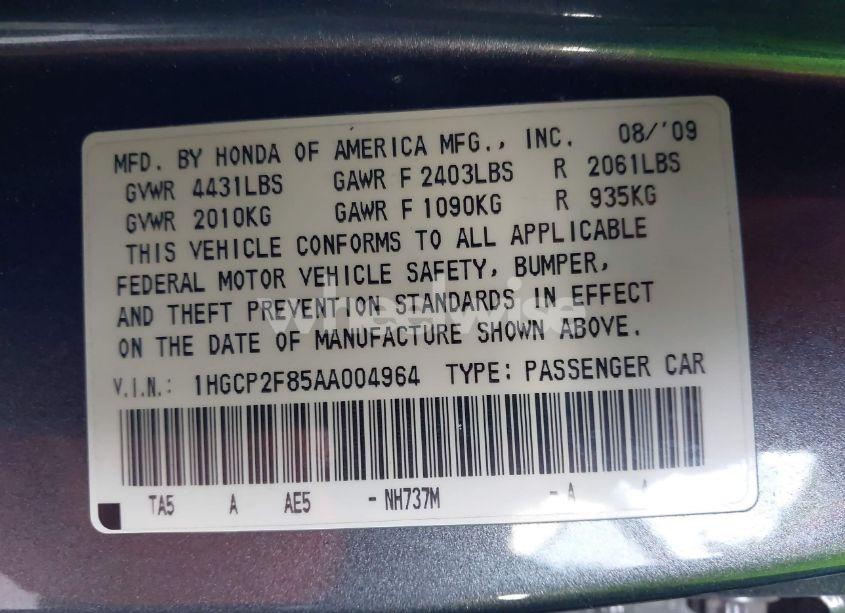 MFD. BY HONDA OF AMERICA MFG., INC. 08/'09
GVWR 4431LBS GAWR F 2403LBS R 2061LBS
GVWR 2010KG GAWR F 1090KG R 935KG
THIS VEHICLE CONFORMS TO ALL APPLICABLE
FEDERAL MOTOR VEHICLE SAFETY, BUMPER,
AND THEFT PREVENTION STANDARDS IN EFFECT
wheelwise
ON THE DATE OF MANUFACTURE SHOWN ABOVE.
V.I.N.: 1HGCP2F85AA004964 TYPE: PASSENGER CAR
TA5 A AE5 - NH737M - A A